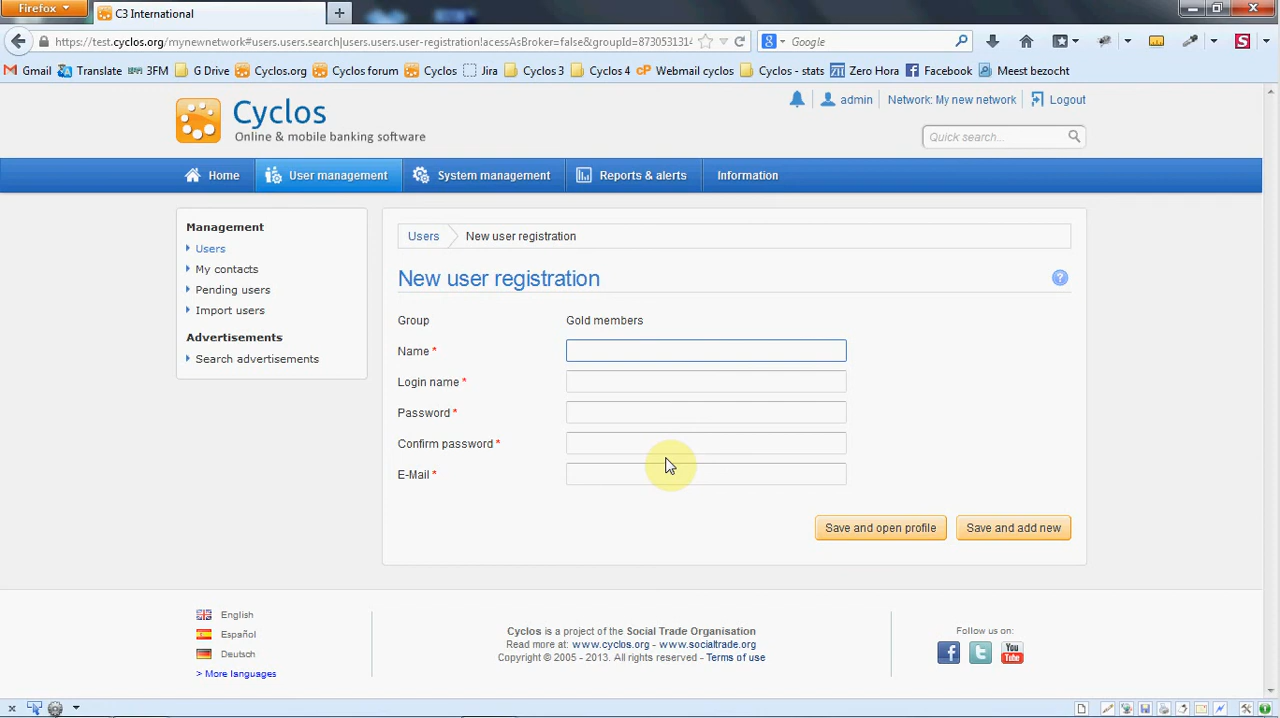 Firefox
C3 International
https://test.cyclos.org/mynewnetwork#users.users.search|users.users.user-registration!acessAsBroker=false&groupId=8730531314
Google
Gmail Translate 3FM G Drive Cyclos.org Cyclos forum Cyclos Jira Cyclos 3 Cyclos 4 Webmail cyclos Cyclos - stats Zero Hora Facebook Meest bezocht
Cyclos
Online & mobile banking software
admin Network: My new network Logout
Quick search...
Home User management System management Reports & alerts Information
Management
Users
My contacts
Pending users
Import users
Advertisements
Search advertisements
Users New user registration
New user registration
Group Gold members
Name *
Login name *
Password *
Confirm password *
E-Mail *
Save and open profile Save and add new
English
Español
Deutsch
> More languages
Cyclos is a project of the Social Trade Organisation
Read more at: www.cyclos.org - www.socialtrade.org
Copyright © 2005 - 2013. All rights reserved - Terms of use
Follow us on:
You Tube